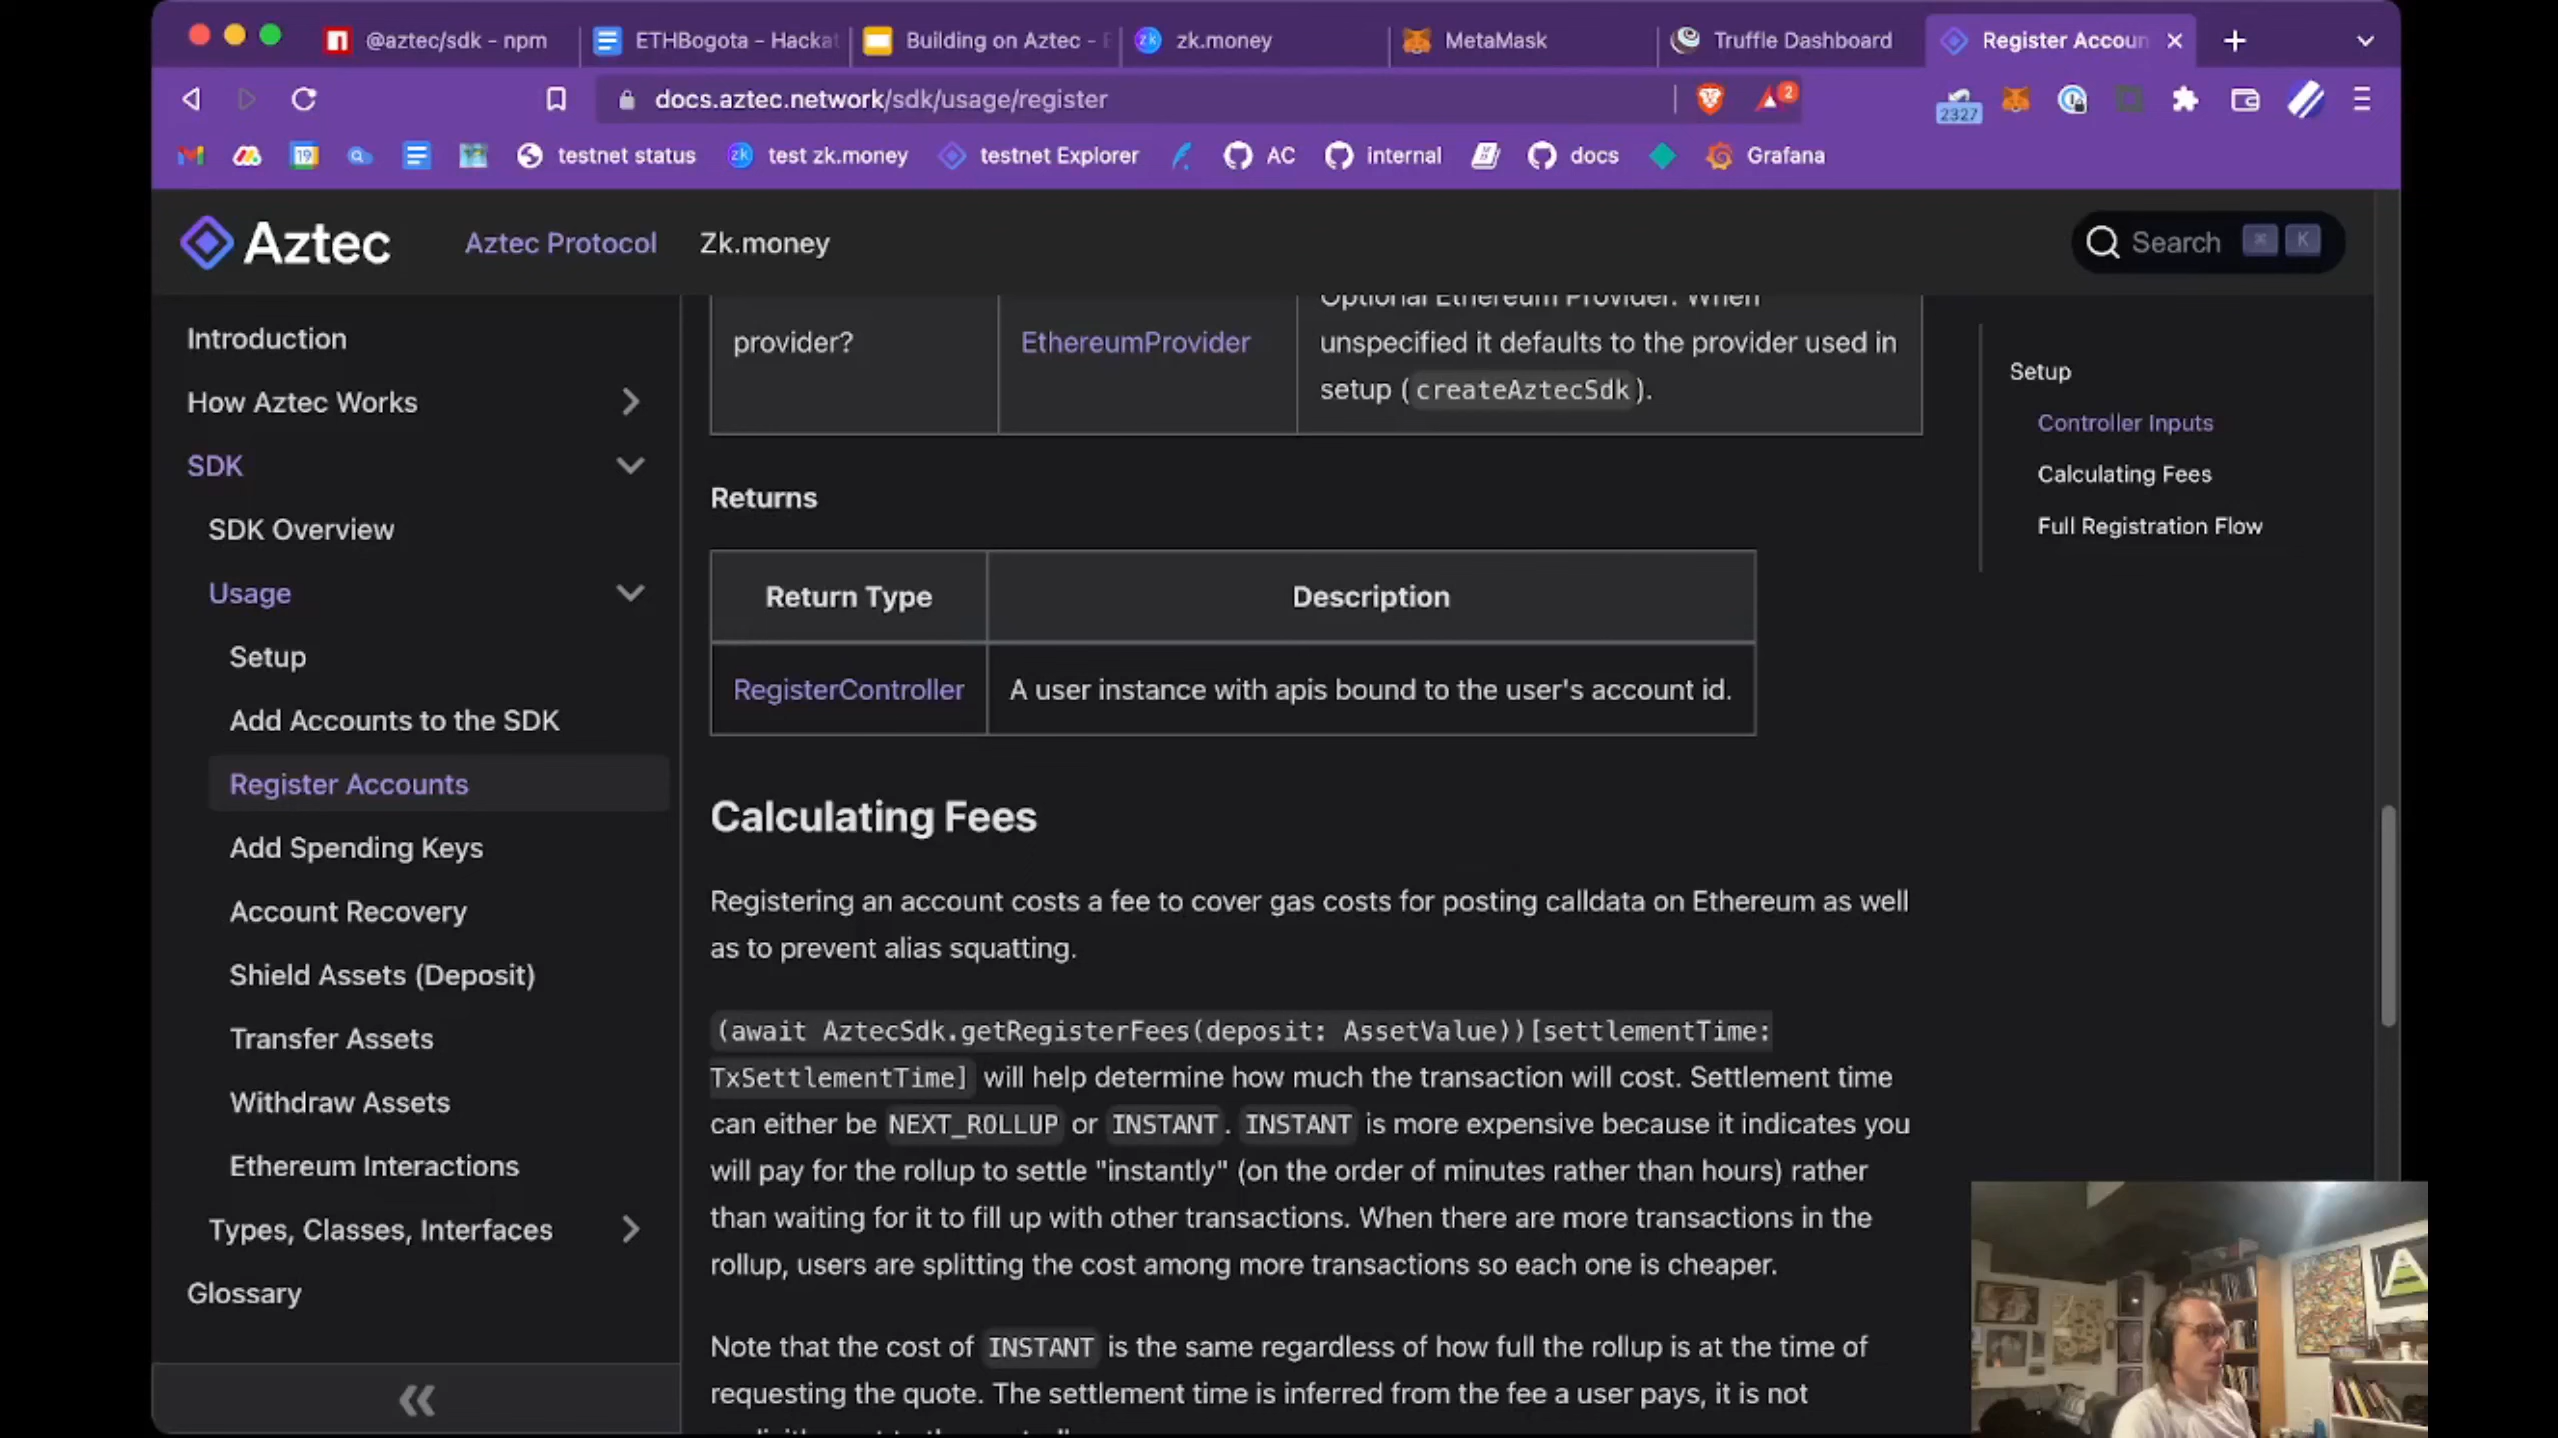 @aztec/sdk - npm
ETHBogota - Hackat
Building on Aztec -
zk.money
MetaMask
Truffle Dashboard
Register Accoun
docs.aztec.network/sdk/usage/register
2
2327
19
testnet status
zk
test zk.money
testnet Explorer
AC
internal
docs
Grafana
Aztec
Aztec Protocol
Zk.money
Search
K
Introduction
How Aztec Works
SDK
SDK Overview
Usage
Setup
Add Accounts to the SDK
Register Accounts
Add Spending Keys
Account Recovery
Shield Assets (Deposit)
Transfer Assets
Withdraw Assets
Ethereum Interactions
Types, Classes, Interfaces
Glossary
provider?
EthereumProvider
Optional Ethereum Provider. When
unspecified it defaults to the provider used in
setup (createAztecSdk).
Returns
Return Type
Description
RegisterController
A user instance with apis bound to the user's account id.
Calculating Fees
Registering an account costs a fee to cover gas costs for posting calldata on Ethereum as well
as to prevent alias squatting.
(await AztecSdk.getRegisterFees(deposit: AssetValue))[settlementTime:
TxSettlementTime] will help determine how much the transaction will cost. Settlement time
can either be NEXT_ROLLUP or INSTANT. INSTANT is more expensive because it indicates you
will pay for the rollup to settle "instantly" (on the order of minutes rather than hours) rather
than waiting for it to fill up with other transactions. When there are more transactions in the
rollup, users are splitting the cost among more transactions so each one is cheaper.
Note that the cost of INSTANT is the same regardless of how full the rollup is at the time of
requesting the quote. The settlement time is inferred from the fee a user pays, it is not
Setup
Controller Inputs
Calculating Fees
Full Registration Flow